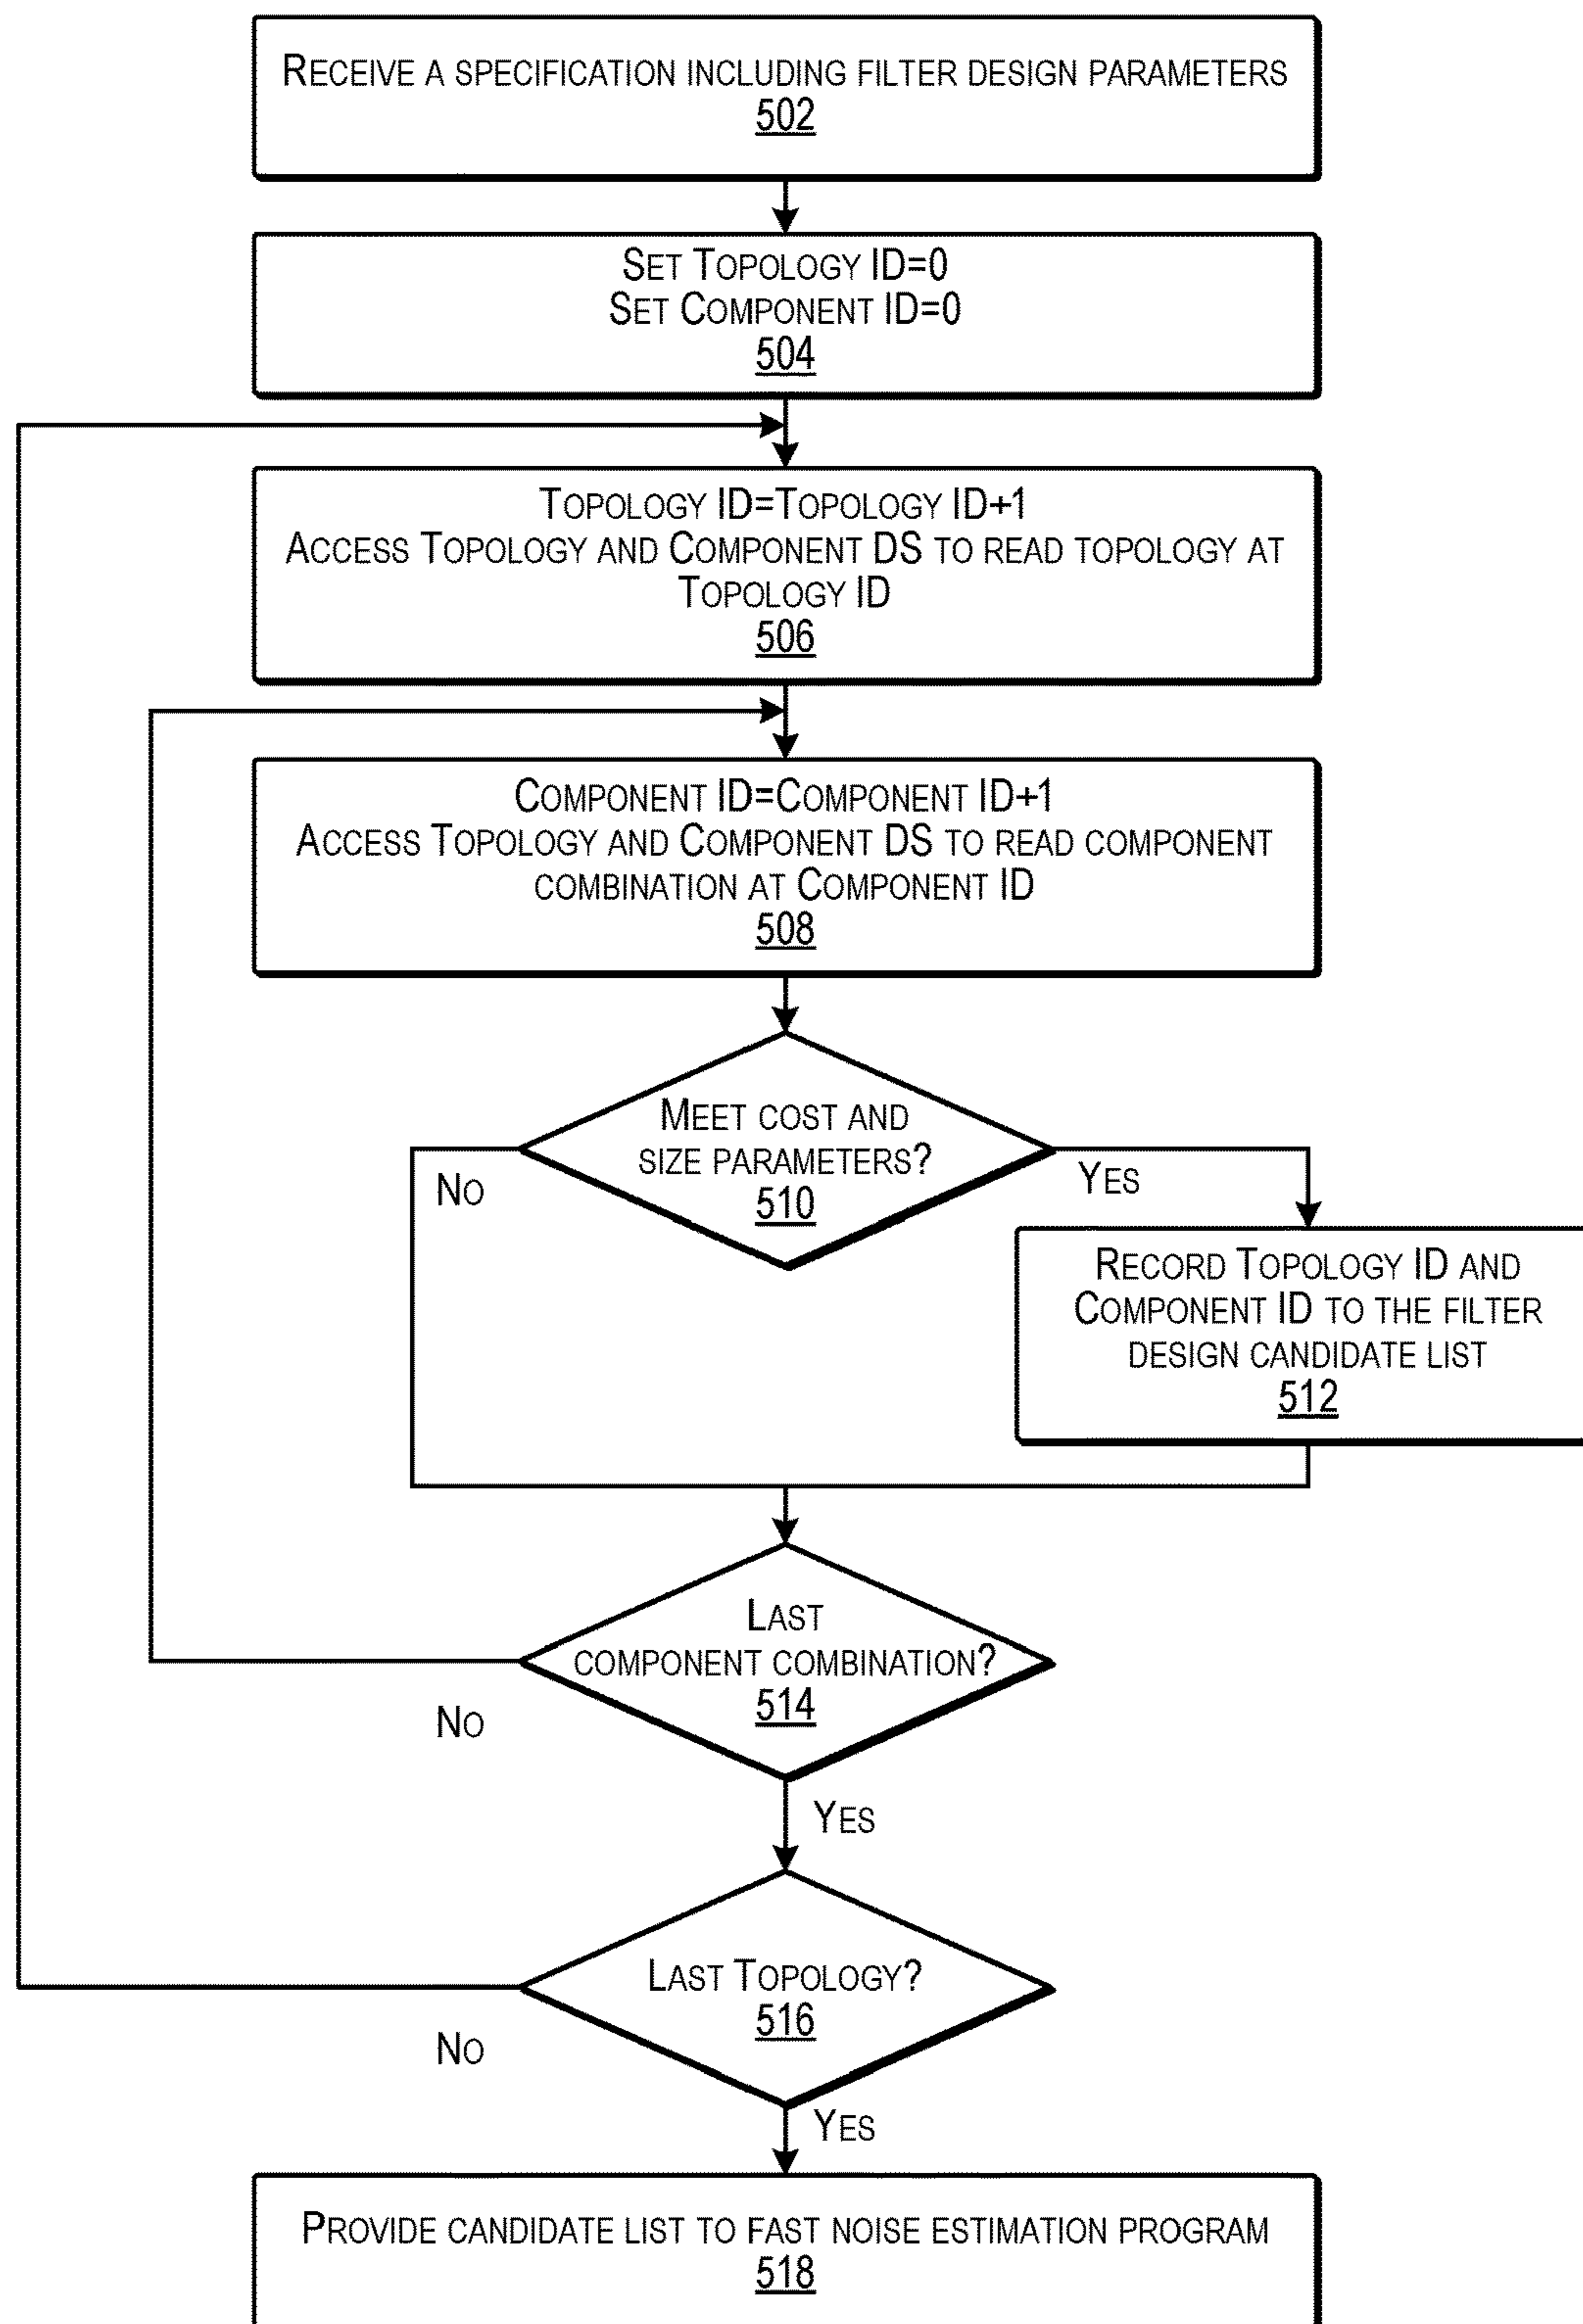 RECEIVE A SPECIFICATION INCLUDING FILTER DESIGN PARAMETERS
502
SET TOPOLOGY ID=0
SET COMPONENT ID=0
504
TOPOLOGY ID=TOPOLOGY ID+1
ACCESS TOPOLOGY AND COMPONENT DS TO READ TOPOLOGY AT
TOPOLOGY ID
506
COMPONENT ID=COMPONENT ID+1
ACCESS TOPOLOGY AND COMPONENT DS TO READ COMPONENT
COMBINATION AT COMPONENT ID
508
MEET COST AND
SIZE PARAMETERS?
510
NO
YES
RECORD TOPOLOGY ID AND
COMPONENT ID TO THE FILTER
DESIGN CANDIDATE LIST
512
LAST
COMPONENT COMBINATION?
514
NO
YES
LAST TOPOLOGY?
516
NO
YES
PROVIDE CANDIDATE LIST TO FAST NOISE ESTIMATION PROGRAM
518